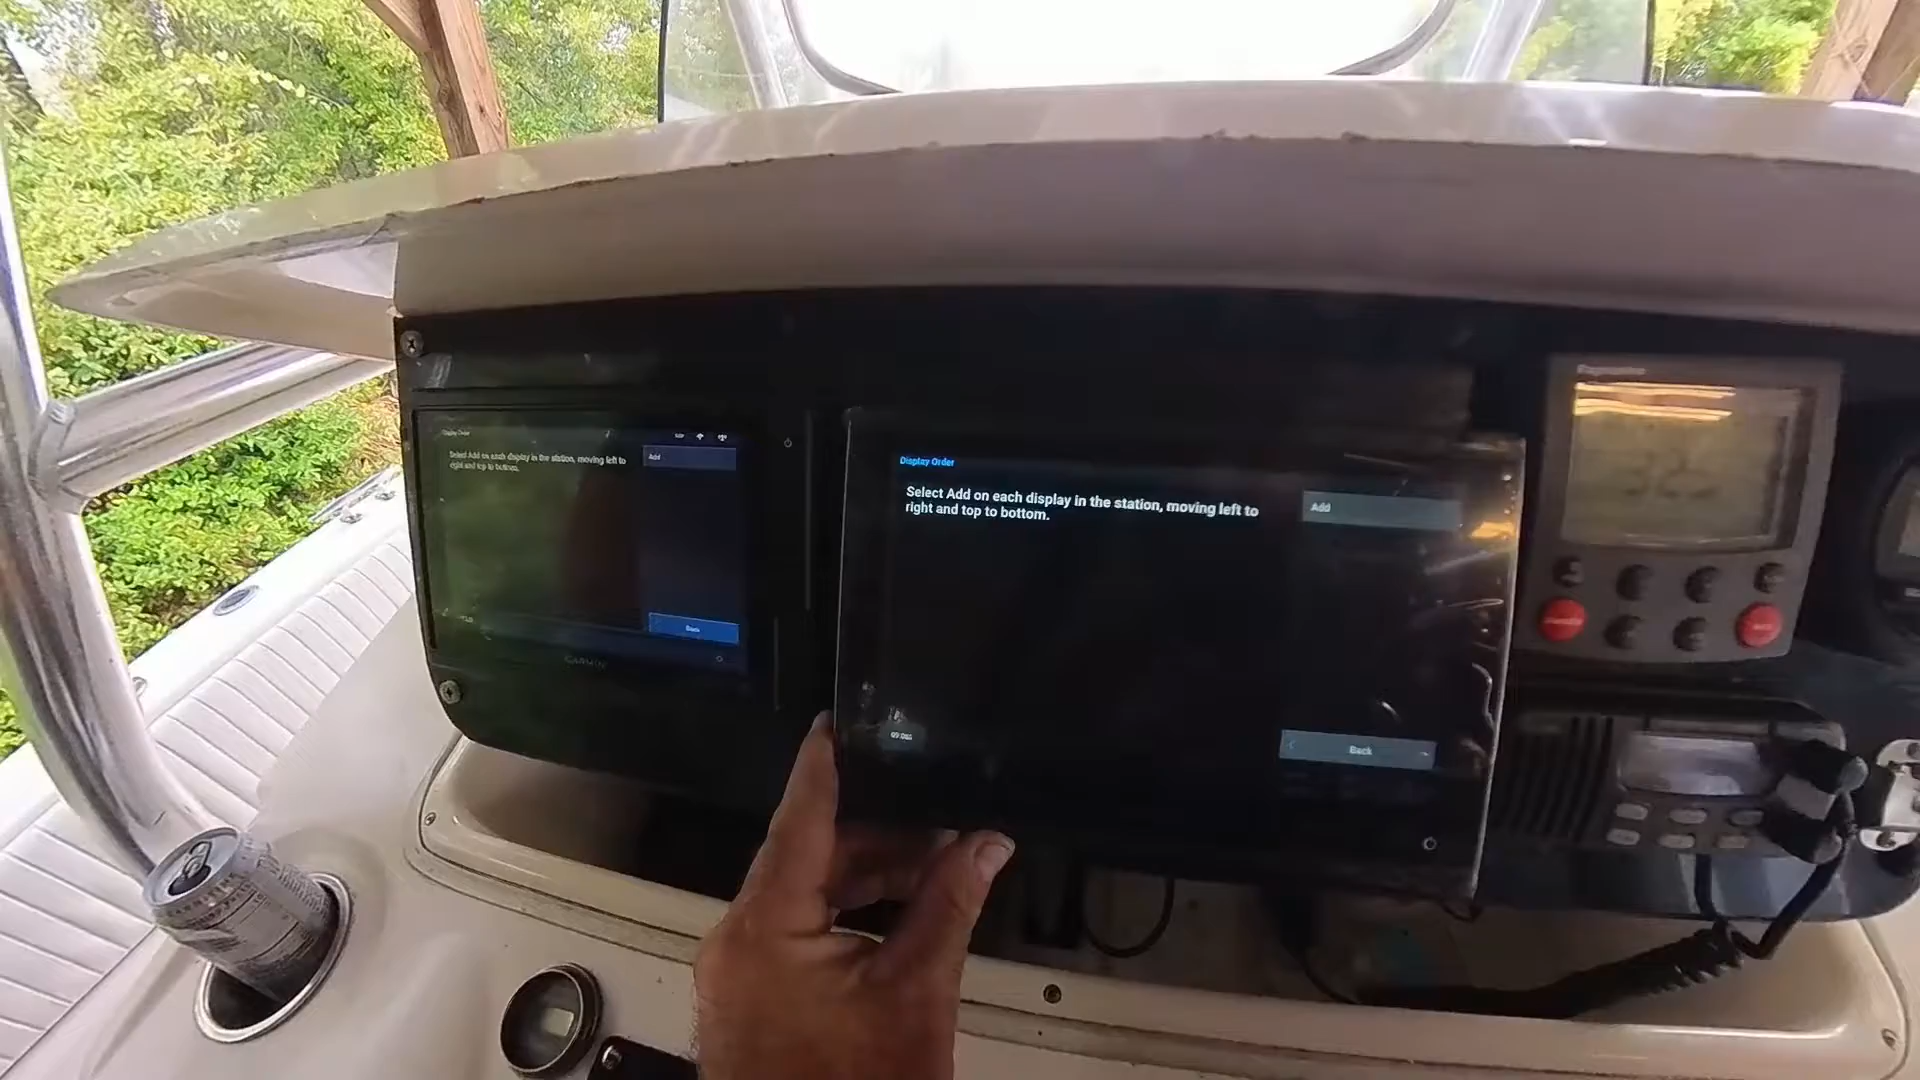 Display Order
Select Add on each display in the station, moving left to
right and top to bottom.
Add
Back
GARMIN
Display Order
Select Add on each display in the station, moving left to
right and top to bottom.
Add
Back